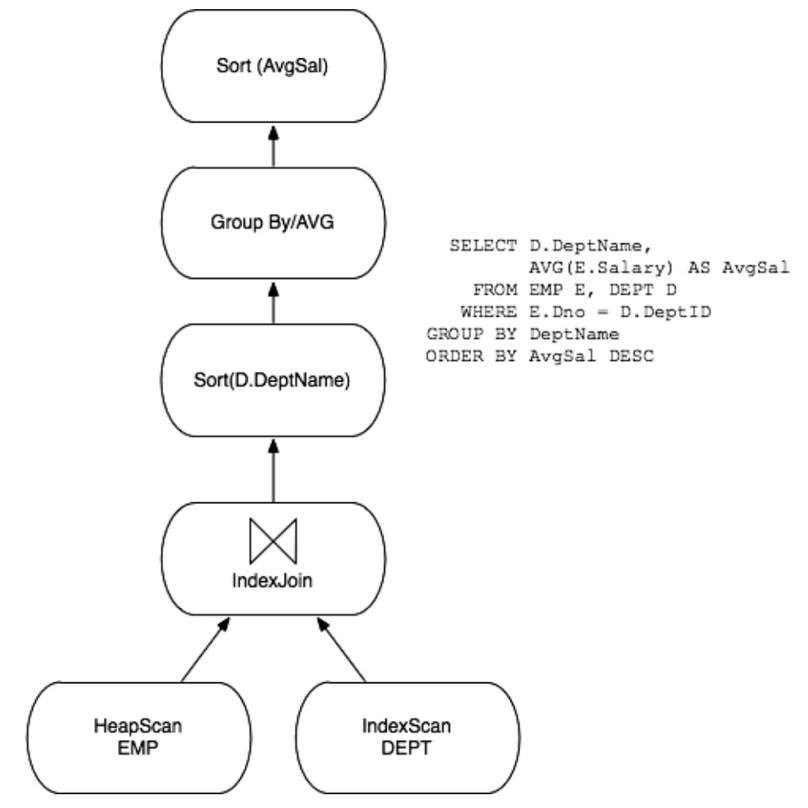 Sort (AvgSal)
Group By/AVG
SELECT D.DeptName,
AVG(E.Salary) AS AvgSal
FROM EMP E, DEPT D
WHERE E.Dno = D.DeptID
GROUP BY DeptName
ORDER BY AvgSal DESC
Sort(D.DeptName)
IndexJoin
HeapScan
EMP
IndexScan
DEPT